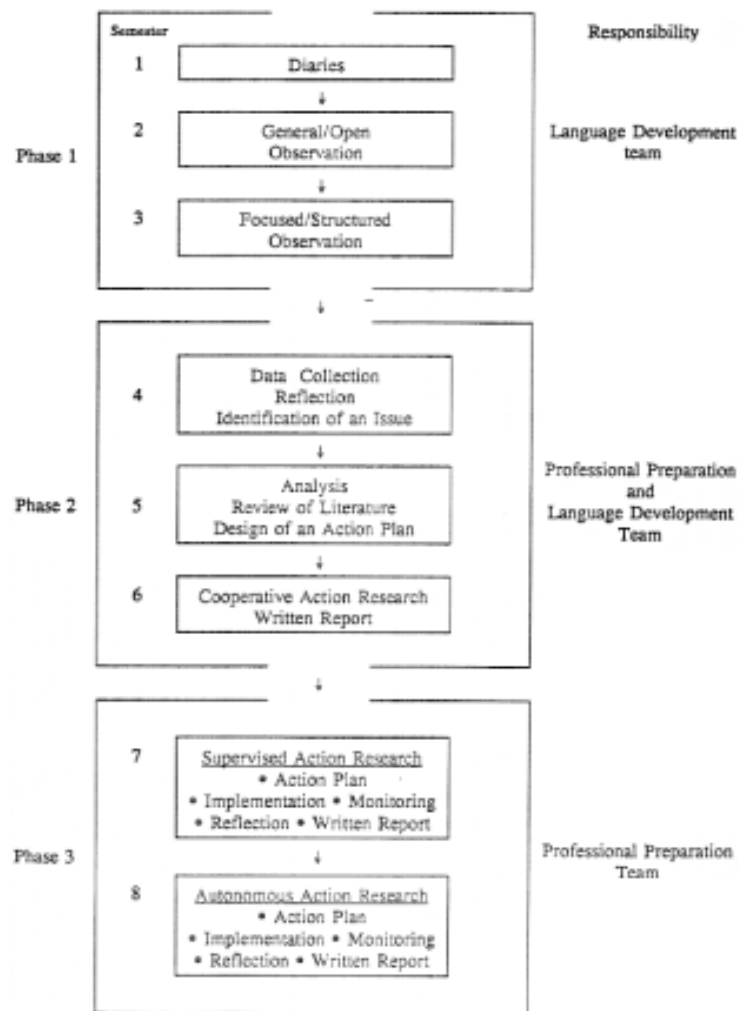 Semester
Responsibility
1
Diaries
↓
2
General/Open
Observation
Phase 1
Language Development
team
↓
3
Focused/Structured
Observation
↓
4
Data Collection
Reflection
Identification of an Issue
↓
Phase 2
5
Analysis
Review of Literature
Design of an Action Plan
Professional Preparation
and
Language Development
Team
↓
6
Cooperative Action Research
Written Report
↓
7
Supervised Action Research
• Action Plan
• Implementation • Monitoring
• Reflection • Written Report
Phase 3
↓
Professional Preparation
Team
8
Autonomous Action Research
• Action Plan
• Implementation • Monitoring
• Reflection • Written Report